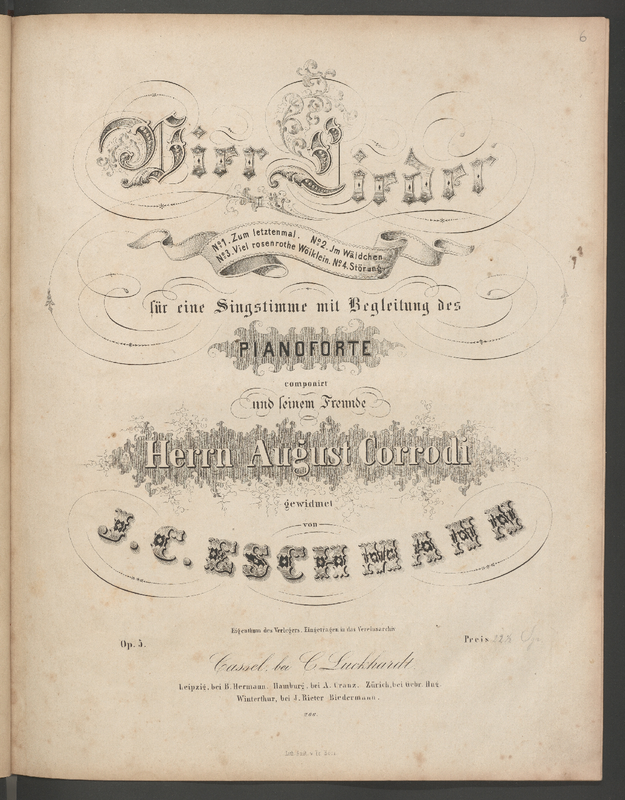 6
Vier Lieder
No 1. Zum letztenmal. No 2. Im Wäldchen.
No 3. Viel rosenrothe Wölklein. No 4. Störung.
für eine Singstimme mit Begleitung des
PIANOFORTE
componirt
und seinem Freunde
Herrn August Corrodi
gewidmet
von
J. C. ESCHMANN
Eigenthum des Verlegers. Eingetragen in das Vereinsarchiv
Op. 5. Preis
Cassel, bei C. Luckhardt
Leipzig, bei B. Hermann. Hamburg, bei A. Cranz. Zürich, bei Gebr. Hug.
Winterthur, bei J. Rieter Biedermann.